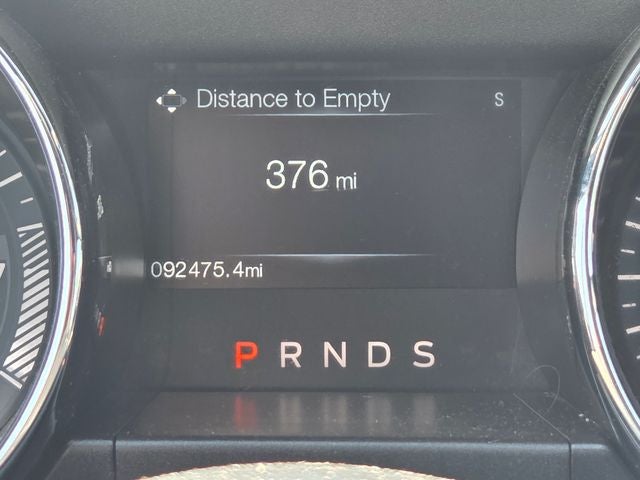 Distance to Empty S
376 mi
092475.4mi
P R N D S